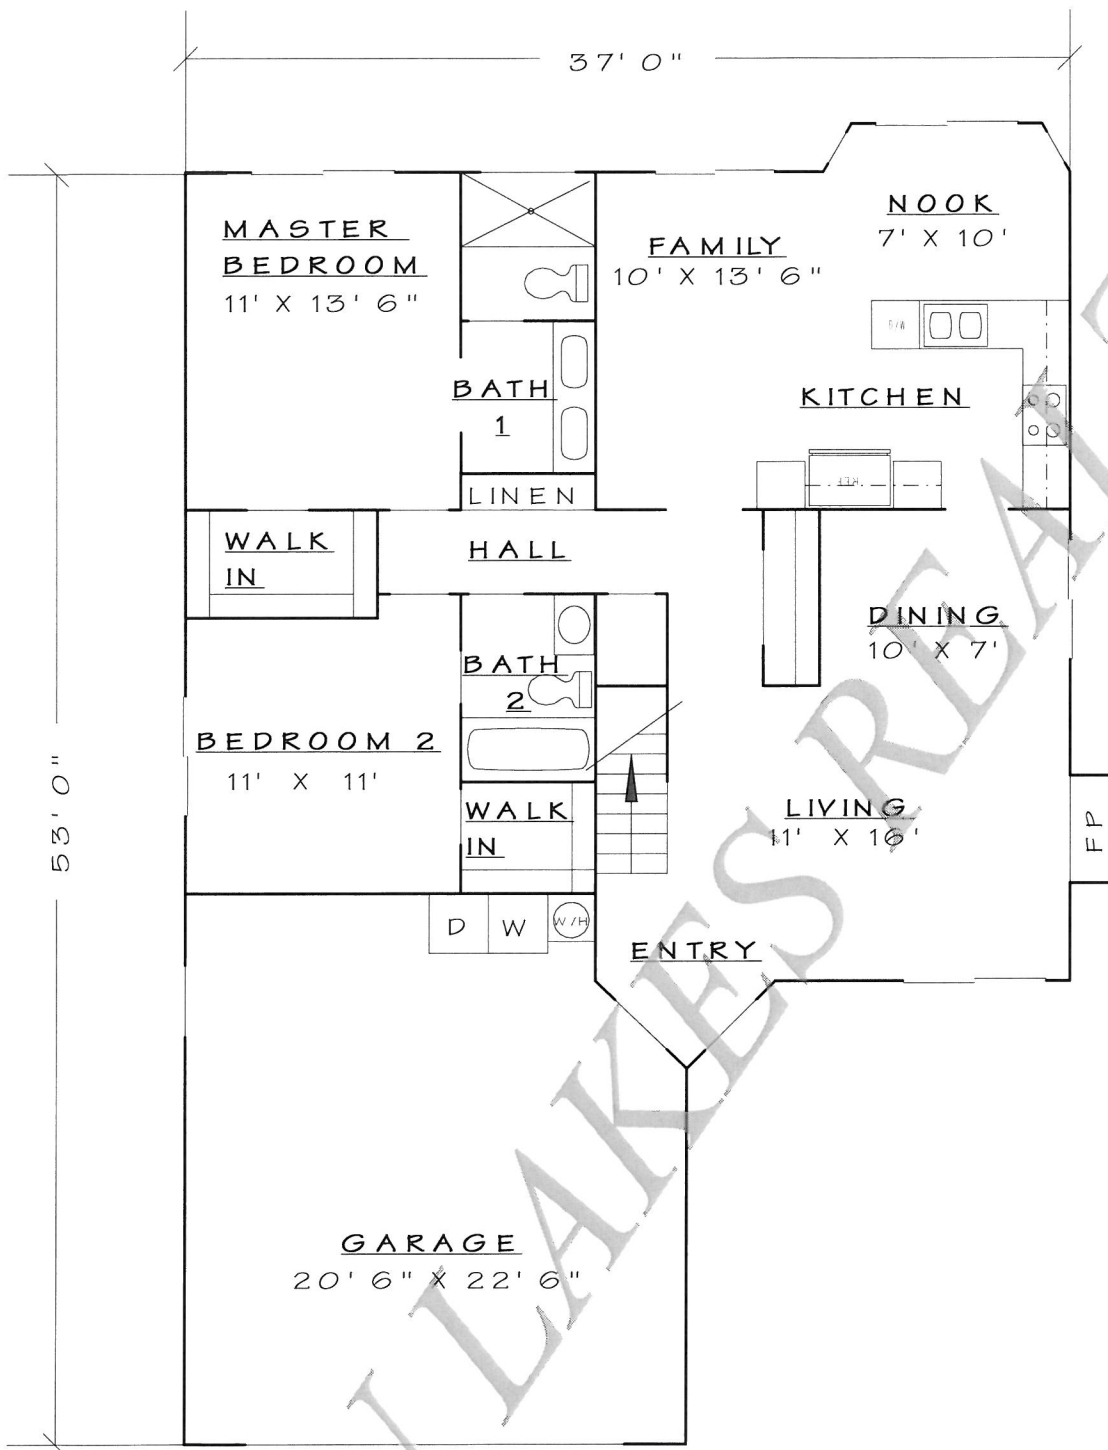 37' 0"
NOOK
7' X 10'
MASTER
BEDROOM
11' X 13' 6"
FAMILY
10' X 13' 6"
D/W
KITCHEN
BATH
1
REF
LINEN
WALK
IN
HALL
DINING
10' X 7'
BATH
2
BEDROOM 2
11' X 11'
53' 0"
LIVING
11' X 16'
FP
WALK
IN
D
W
W/H
ENTRY
GARAGE
20' 6" X 22' 6"
LAKES